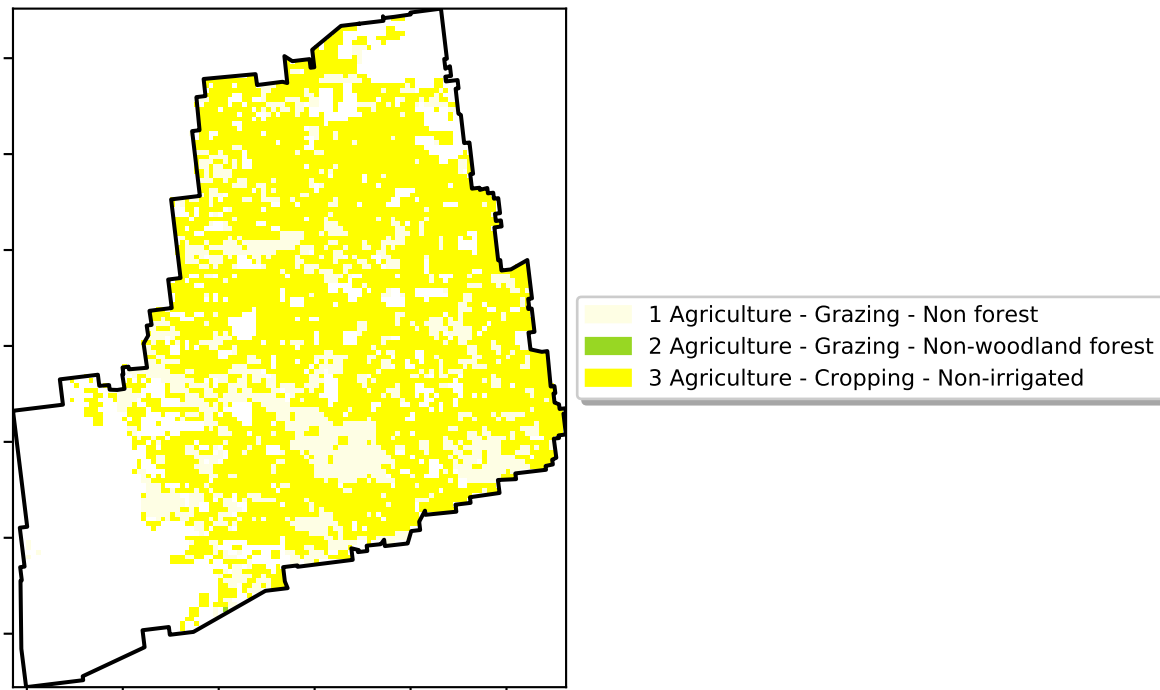 1 Agriculture - Grazing - Non forest
2 Agriculture - Grazing - Non-woodland forest
3 Agriculture - Cropping - Non-irrigated